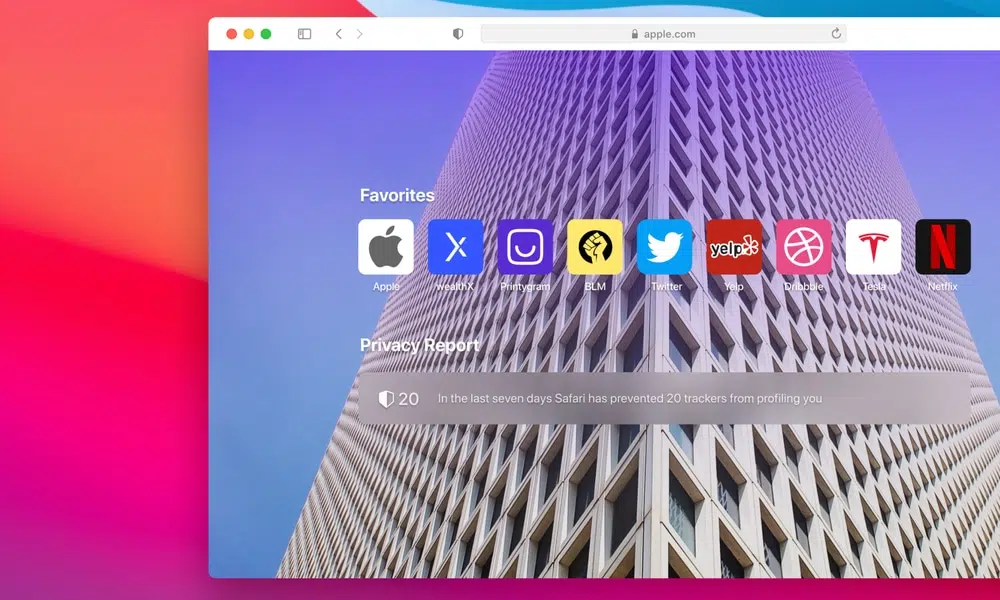 apple.com
Favorites
yelp
Apple
wealthX
Printygram
BLM
Twitter
Yelp
Dribbble
Tesla
Netflix
Privacy Report
20
In the last seven days Safari has prevented 20 trackers from profiling you